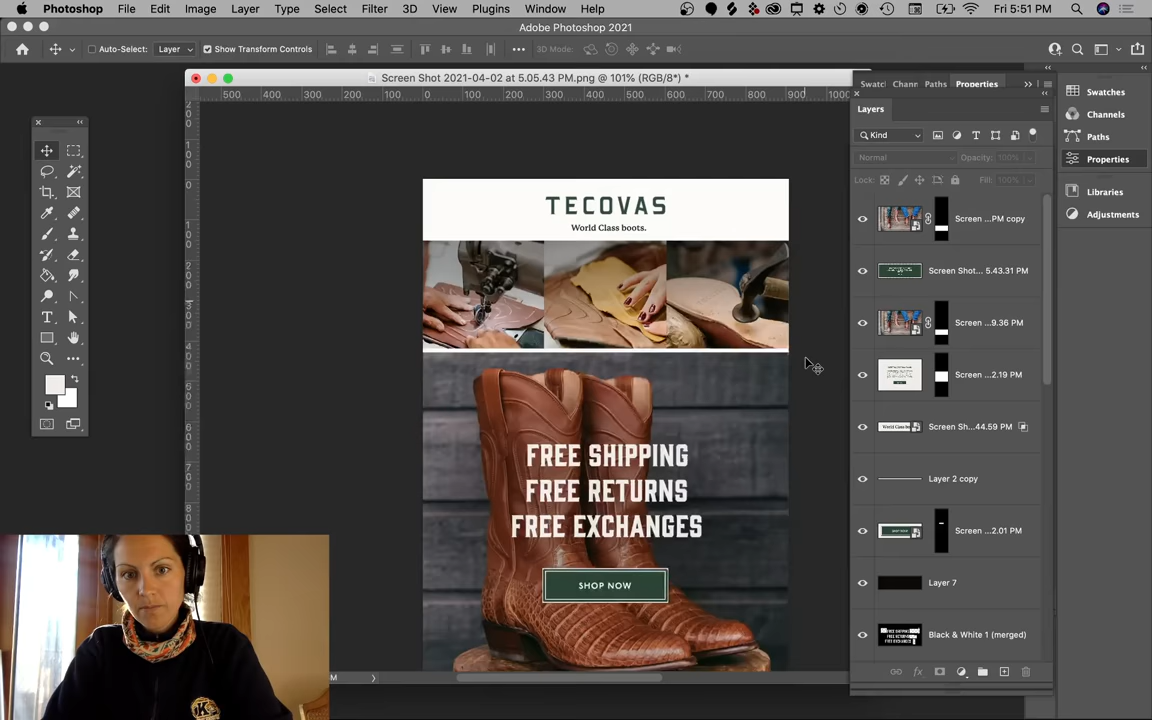 Photoshop File Edit Image Layer Type Select Filter 3D View Plugins Window Help Fri 5:51 PM
Adobe Photoshop 2021
Auto-Select: Layer Show Transform Controls 3D Mode:
Screen Shot 2021-04-02 at 5.05.43 PM.png @ 101% (RGB/8*) *
Swatc Chann Paths Properties
500 400 300 200 100 0 100 200 300 400 500 600 700 800 900 1000
Layers
Kind
Normal Opacity: 100%
Lock: Fill: 100%
Swatches
Channels
Paths
Properties
Libraries
Adjustments
Screen ...PM copy
Screen Shot... 5.43.31 PM
Screen ...9.36 PM
Screen ...2.19 PM
Screen Sh...44.59 PM
Layer 2 copy
Screen ...2.01 PM
Layer 7
Black & White 1 (merged)
TECOVAS
World Class boots.
FREE SHIPPING
FREE RETURNS
FREE EXCHANGES
SHOP NOW
M